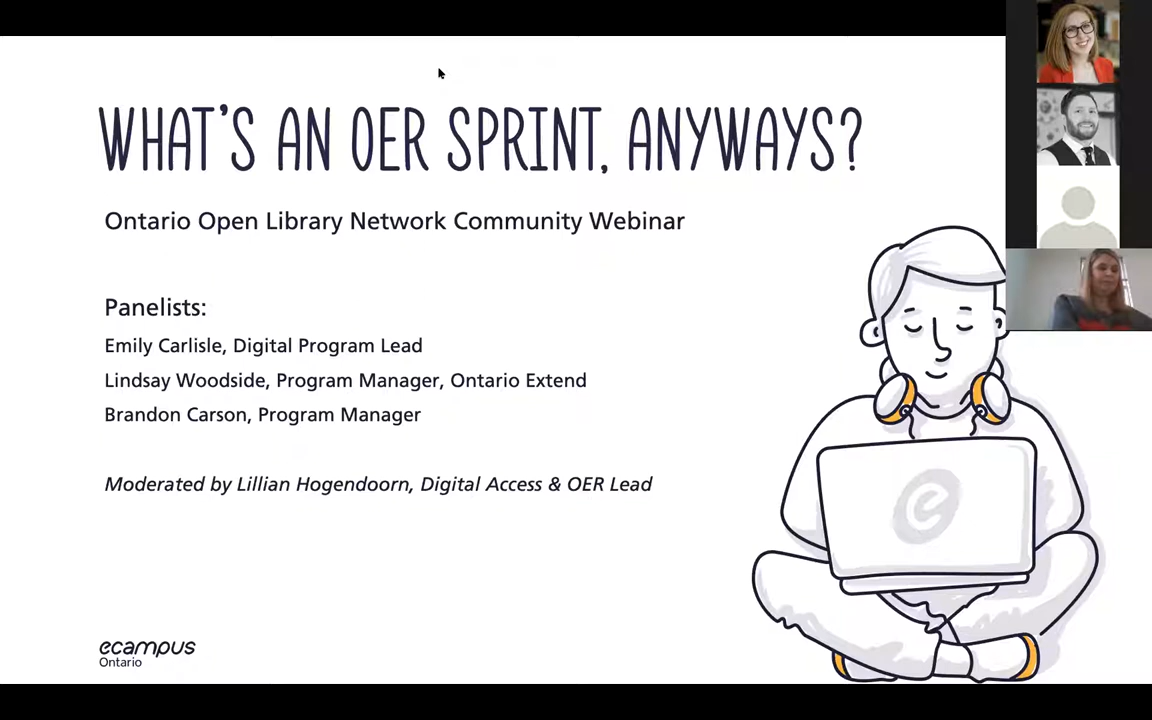 WHAT'S AN OER SPRINT, ANYWAYS?
Ontario Open Library Network Community Webinar
Panelists:
Emily Carlisle, Digital Program Lead
Lindsay Woodside, Program Manager, Ontario Extend
Brandon Carson, Program Manager
Moderated by Lillian Hogendoorn, Digital Access & OER Lead
ecampus
Ontario